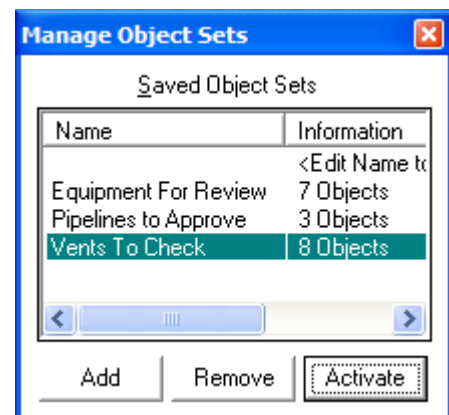 Manage Object Sets
Saved Object Sets
Name Information
<Edit Name to
Equipment For Review 7 Objects
Pipelines to Approve 3 Objects
Vents To Check 8 Objects
Add Remove Activate